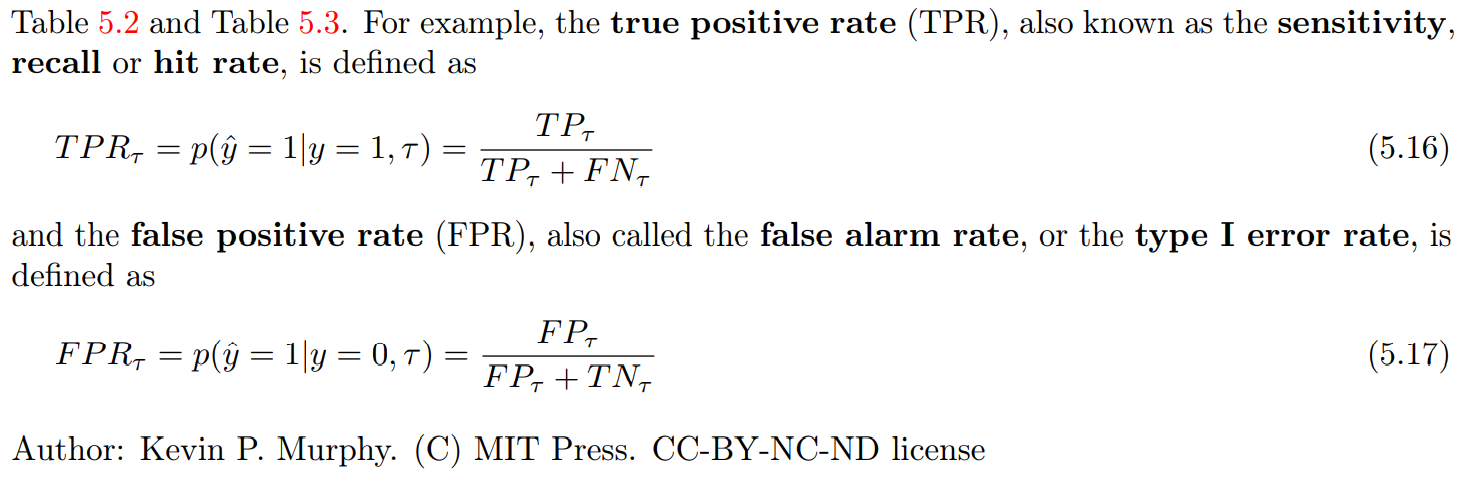 Table 5.2 and Table 5.3. For example, the true positive rate (TPR), also known as the sensitivity,
recall or hit rate, is defined as
TPR_τ = p(ŷ = 1|y = 1, τ) = TP_τ / (TP_τ + FN_τ) (5.16)
and the false positive rate (FPR), also called the false alarm rate, or the type I error rate, is
defined as
FPR_τ = p(ŷ = 1|y = 0, τ) = FP_τ / (FP_τ + TN_τ) (5.17)
Author: Kevin P. Murphy. (C) MIT Press. CC-BY-NC-ND license